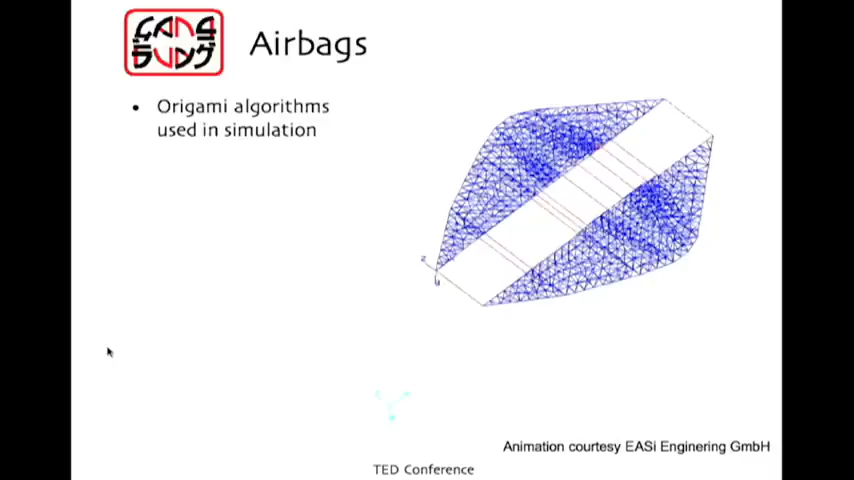 Airbags
• Origami algorithms
used in simulation
z
Animation courtesy EASi Enginering GmbH
TED Conference